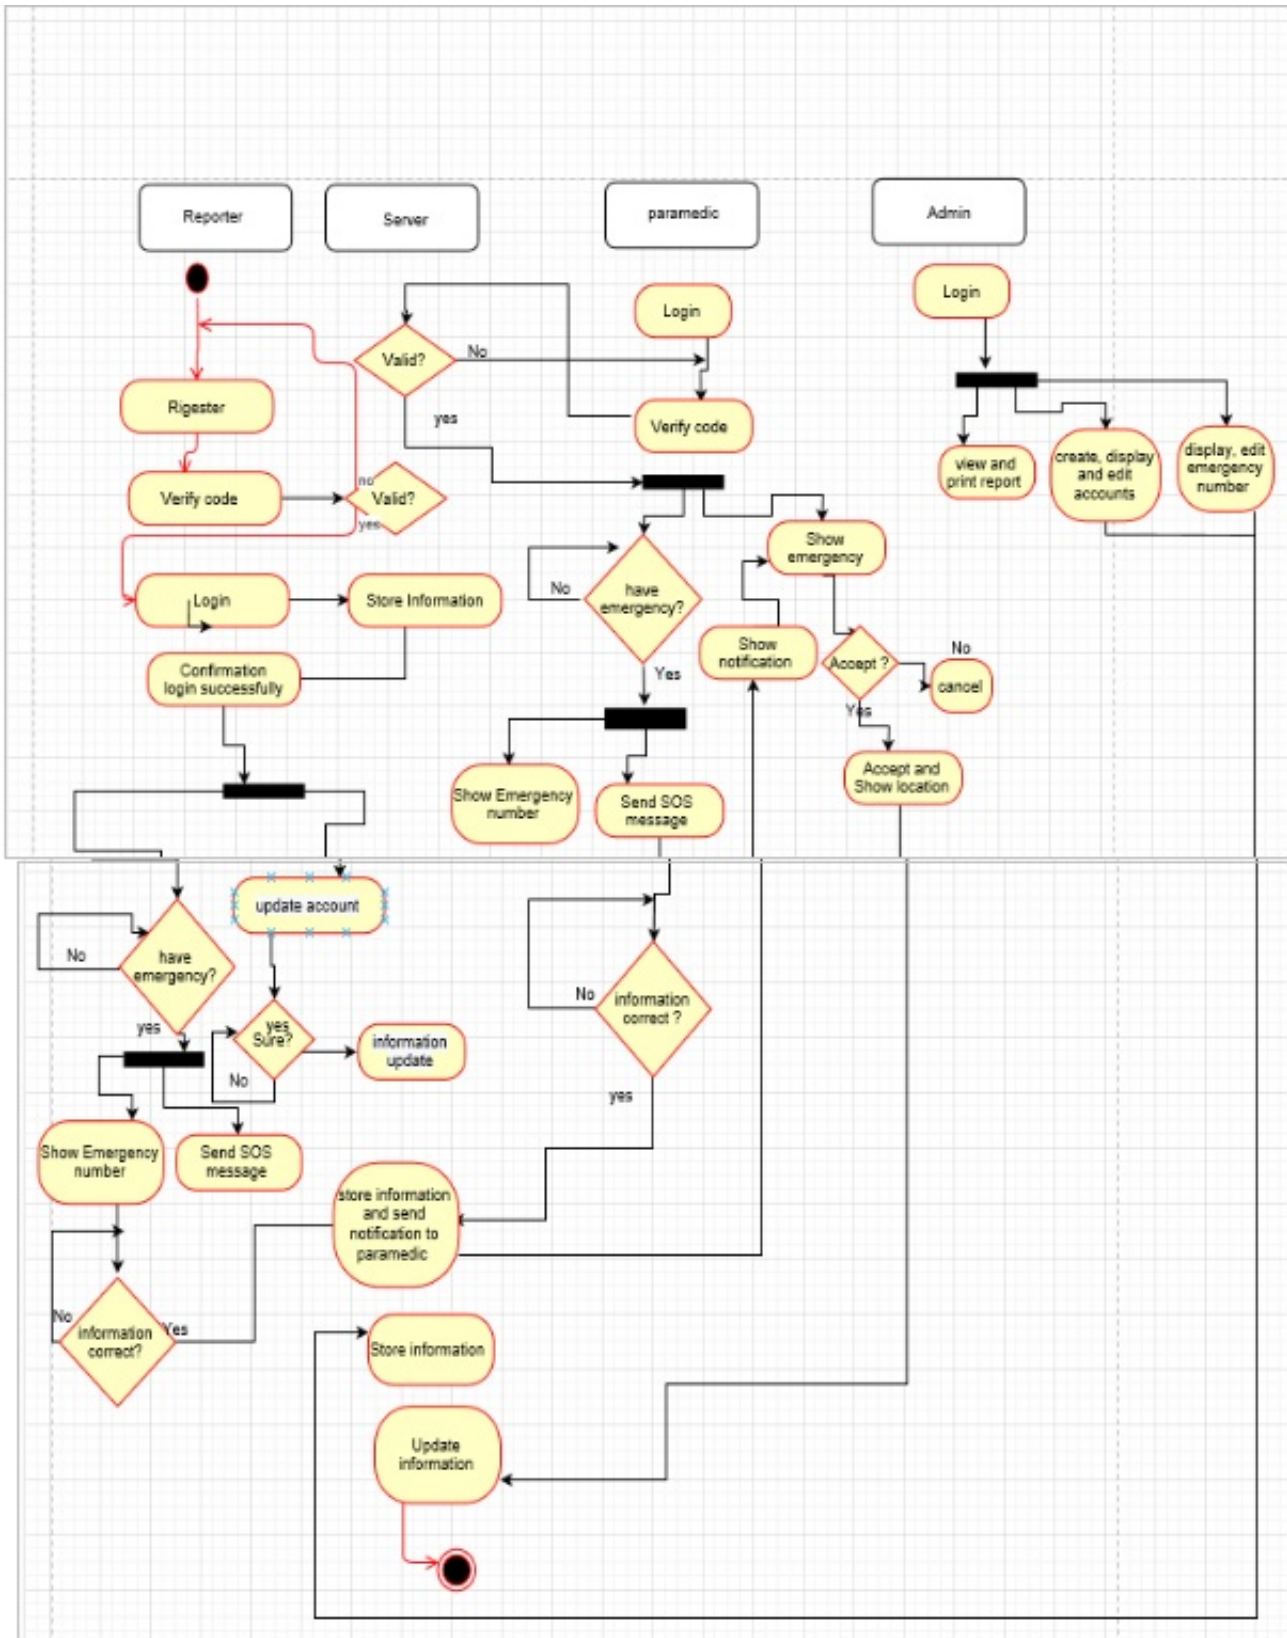 Reporter
Server
paramedic
Admin
Login
Login
Valid?
No
Rigester
yes
Verify code
Verify code
no
Valid?
yes
view and
print report
create, display
and edit
accounts
display, edit
emergency
number
Show
emergency
Login
Store Information
No
have
emergency?
Show
notification
Accept ?
No
cancel
Confirmation
login successfully
Yes
Yes
Show Emergency
number
Send SOS
message
Accept and
Show location
update account
No
have
emergency?
yes
yes
Sure?
No
information
update
No
information
correct ?
yes
Show Emergency
number
Send SOS
message
store information
and send
notification to
paramedic
No
information
correct?
Yes
Store information
Update
information